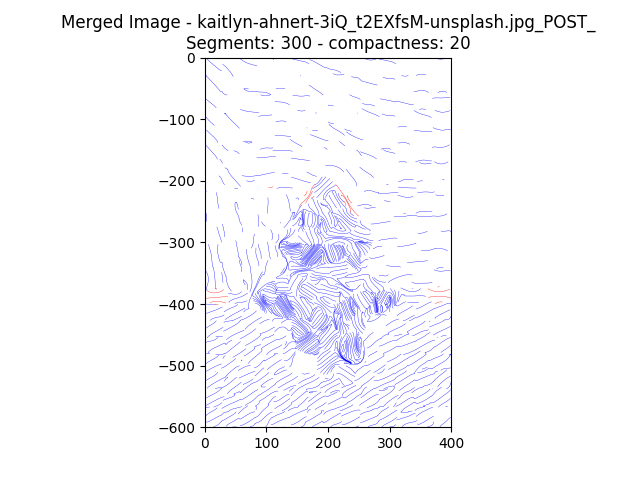 Merged Image - kaitlyn-ahnert-3iQ_t2EXfsM-unsplash.jpg_POST_
Segments: 300 - compactness: 20
0
−100
−200
−300
−400
−500
−600
0 100 200 300 400